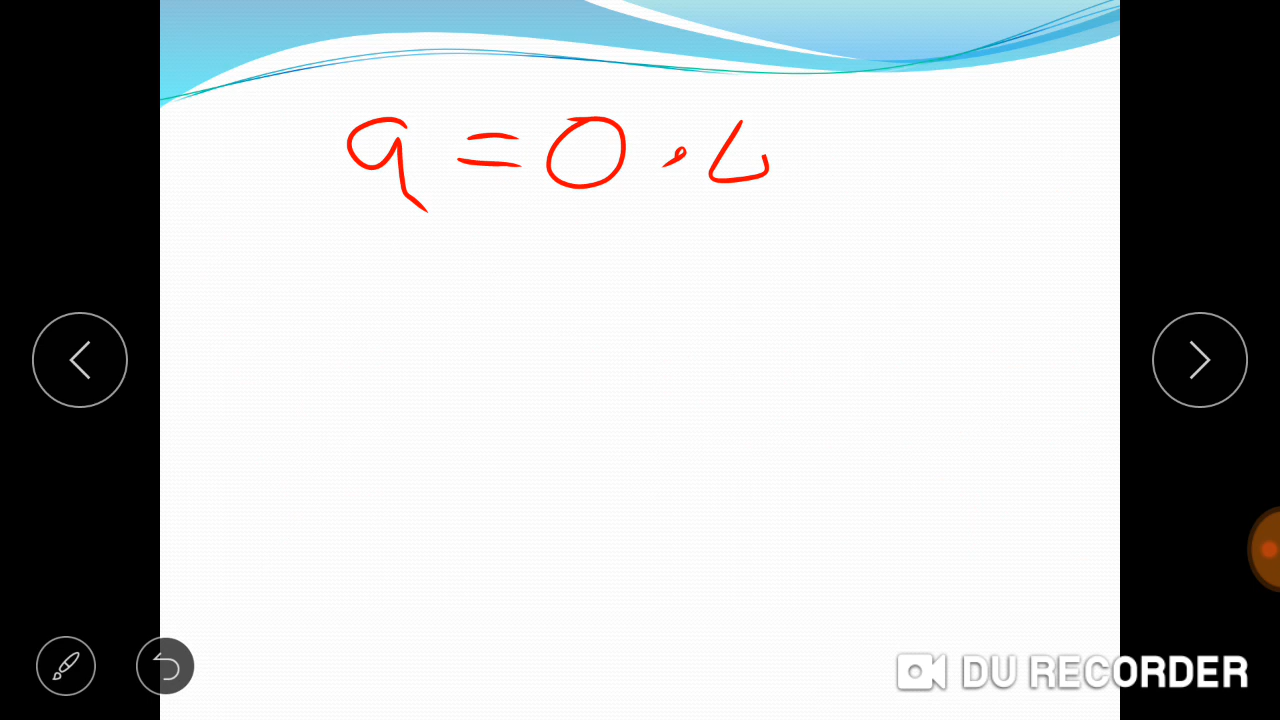 q = 0.
DU RECORDER